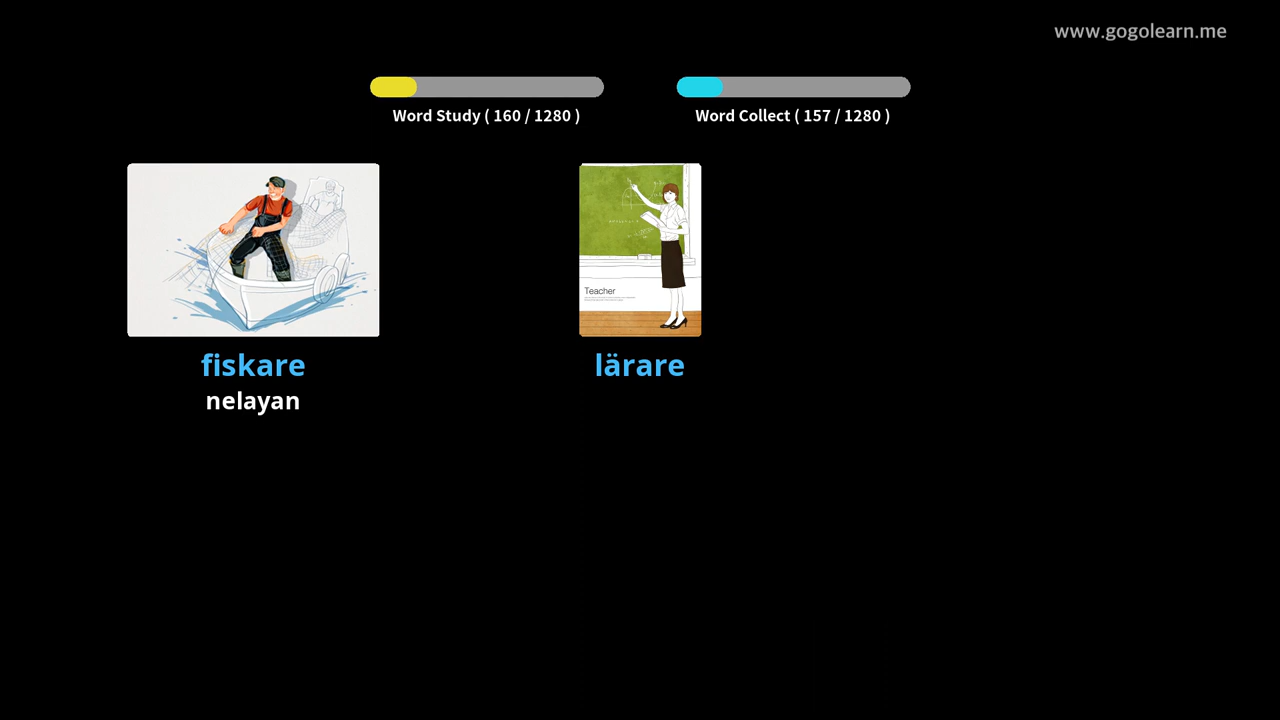 www.gogolearn.me
Word Study ( 160 / 1280 )
Word Collect ( 157 / 1280 )
Teacher
fiskare
lärare
nelayan